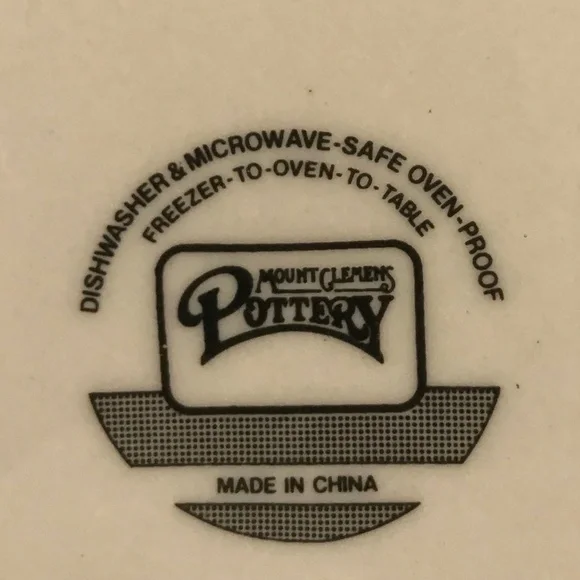 DISHWASHER & MICROWAVE-SAFE OVEN-PROOF
FREEZER-TO-OVEN-TO-TABLE
MOUNT CLEMENS
POTTERY
MADE IN CHINA